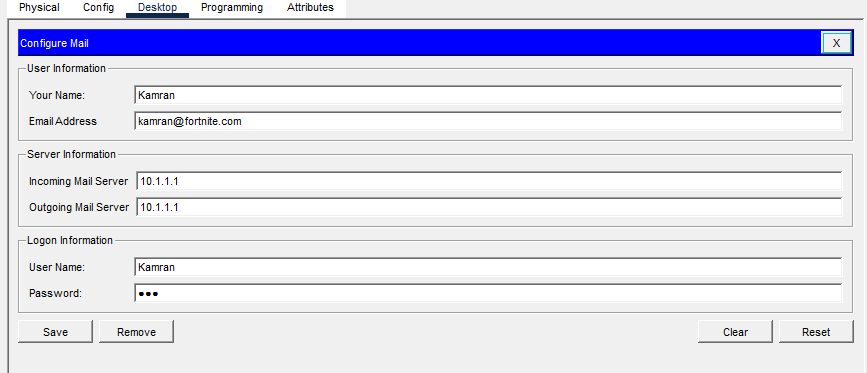 Physical Config Desktop Programming Attributes
Configure Mail X
User Information
Your Name: Kamran
Email Address kamran@fortnite.com
Server Information
Incoming Mail Server 10.1.1.1
Outgoing Mail Server 10.1.1.1
Logon Information
User Name: Kamran
Password: ●●●
Save Remove Clear Reset